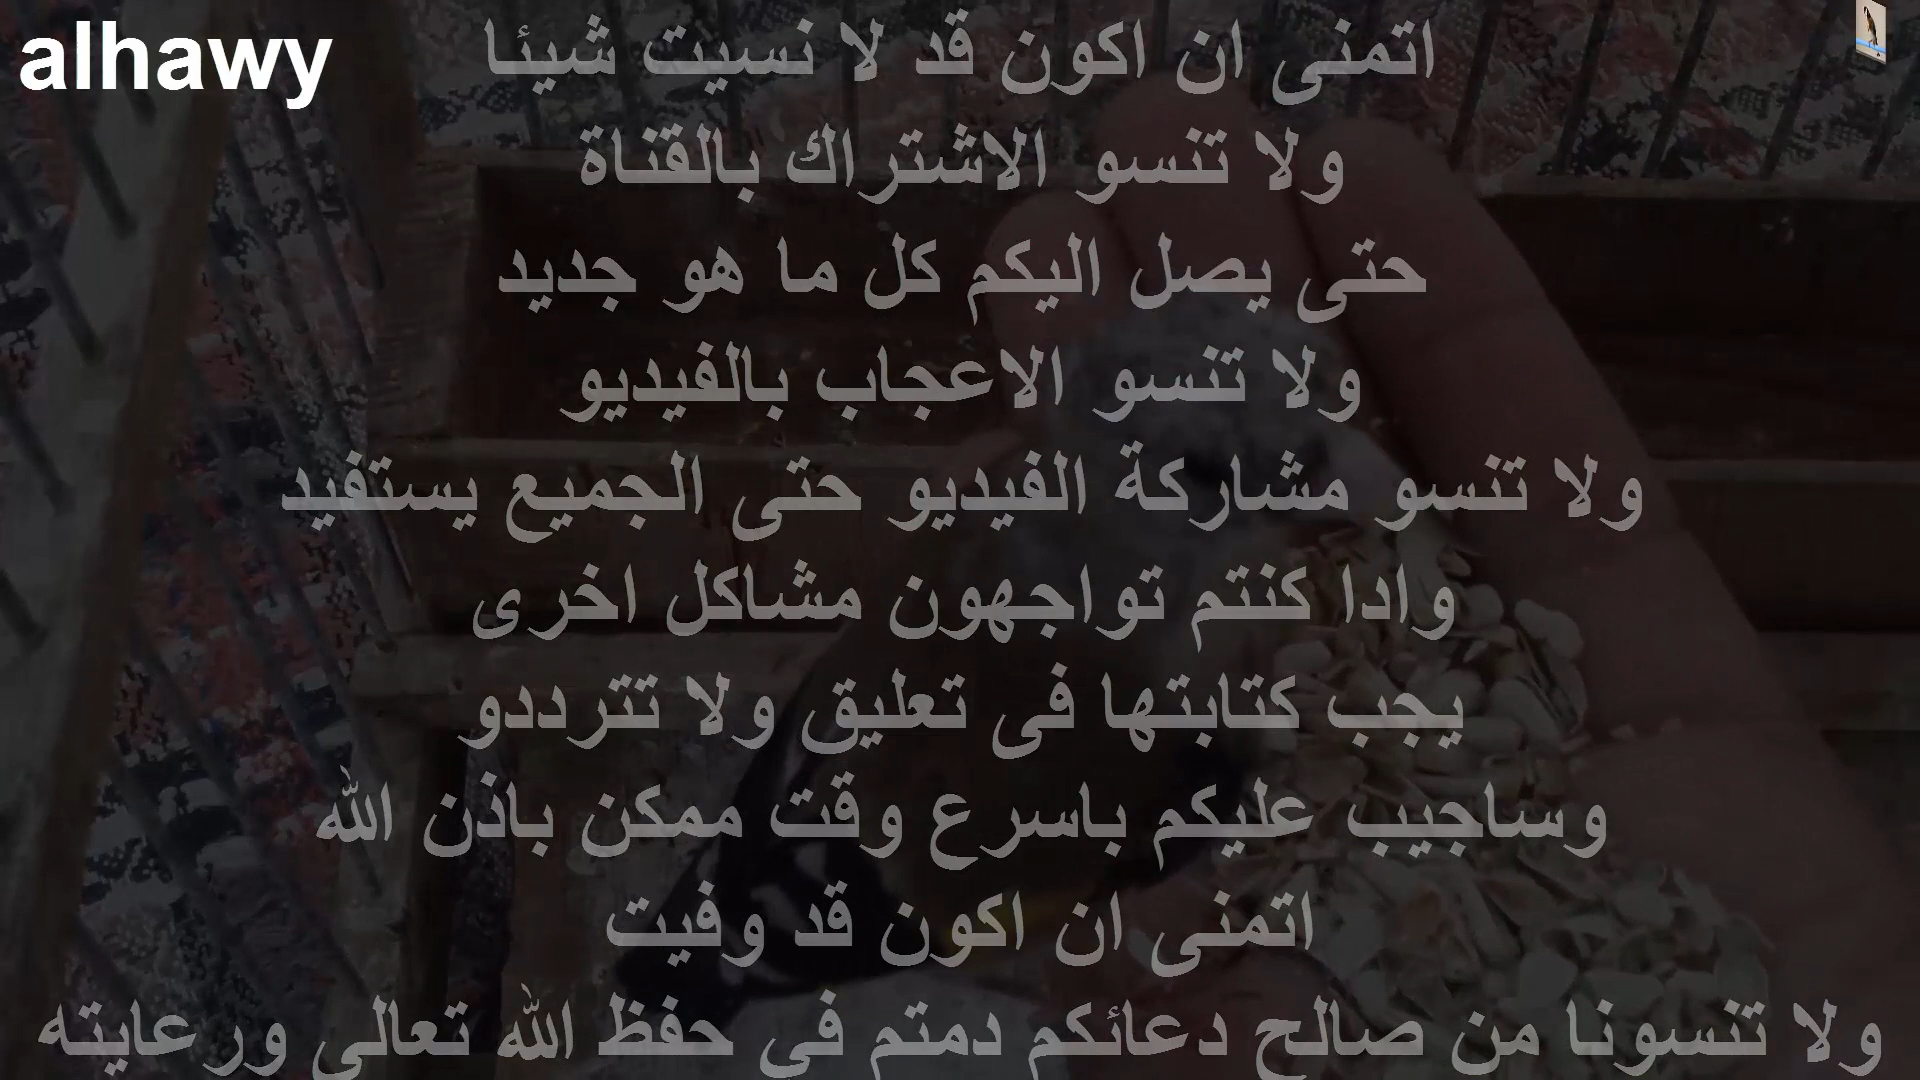 alhawy
اتمنى ان اكون قد لا نسيت شيئا
ولا تنسو الاشتراك بالقناة
حتى يصل اليكم كل ما هو جديد
ولا تنسو الاعجاب بالفيديو
ولا تنسو مشاركة الفيديو حتى الجميع يستفيد
وادا كنتم تواجهون مشاكل اخرى
يجب كتابتها فى تعليق ولا تترددو
وساجيب عليكم باسرع وقت ممكن باذن الله
اتمنى ان اكون قد وفيت
ولا تنسونا من صالح دعائكم دمتم فى حفظ الله تعالى ورعايته